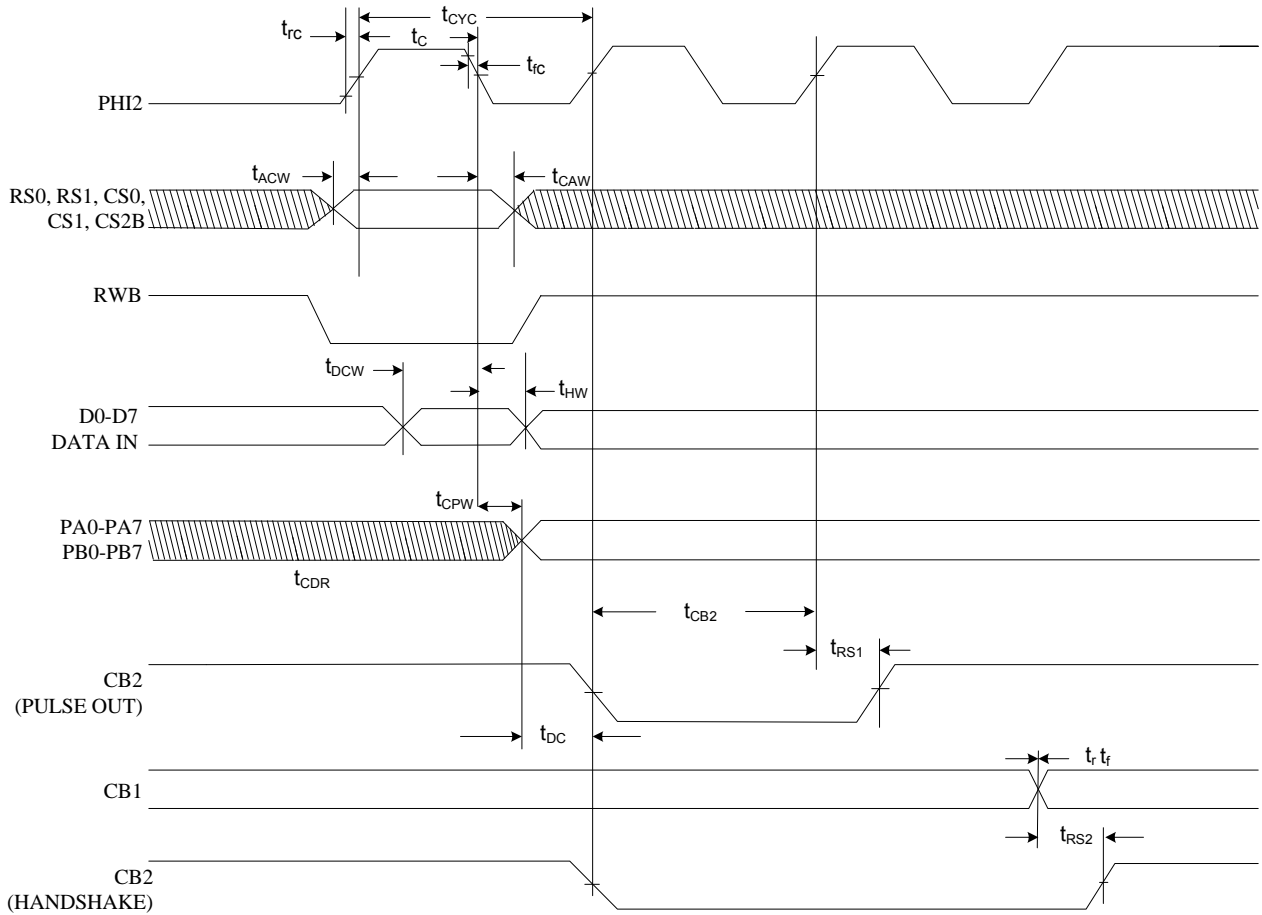 tCYC
trc
tC
tfc
PHI2
tACW
tCAW
RS0, RS1, CS0,
CS1, CS2B
RWB
tDCW
tHW
D0-D7
DATA IN
tCPW
PA0-PA7
PB0-PB7
tCDR
tCB2
tRS1
CB2
(PULSE OUT)
tDC
tr tf
CB1
tRS2
CB2
(HANDSHAKE)